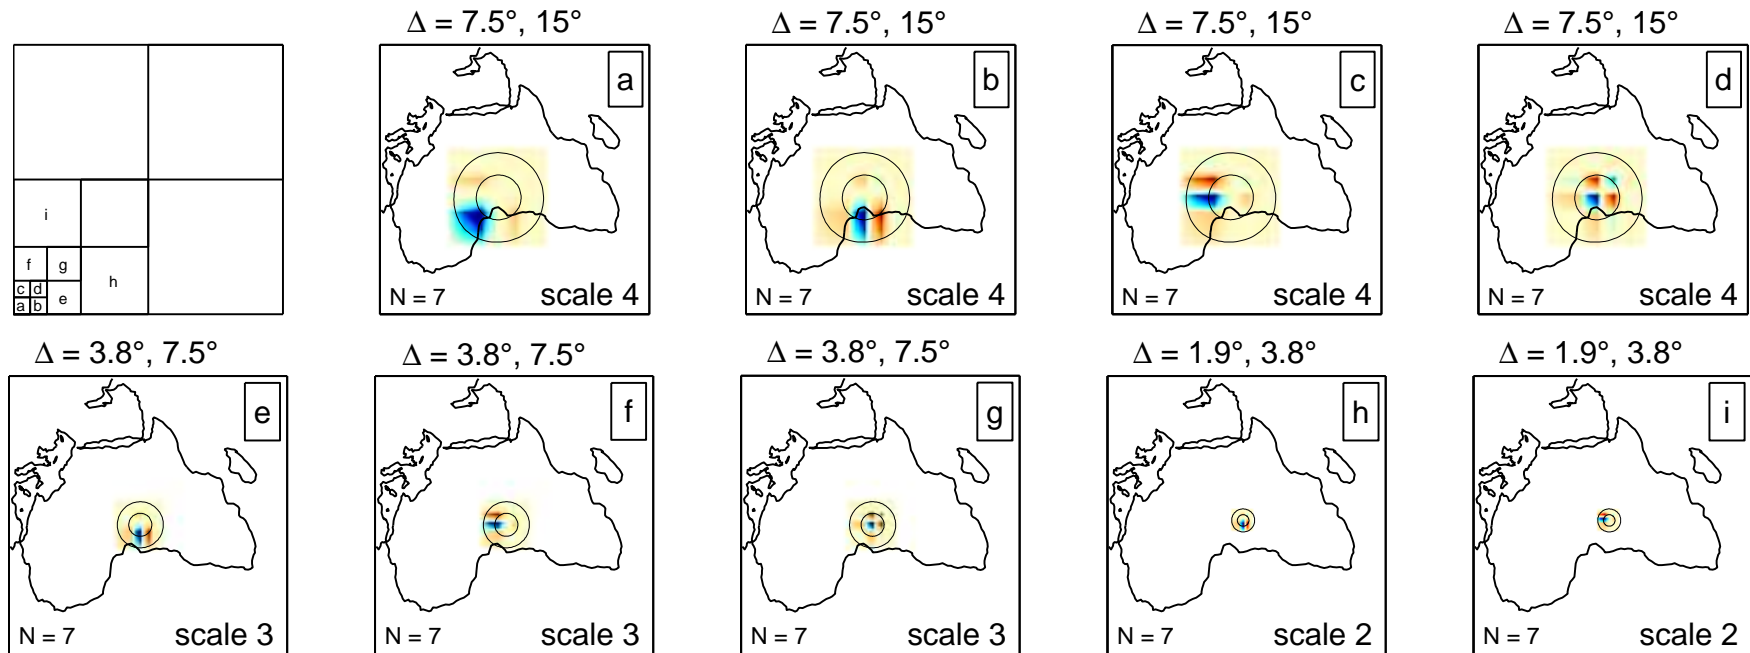 Δ = 7.5°, 15°
Δ = 7.5°, 15°
Δ = 7.5°, 15°
Δ = 7.5°, 15°
a
b
c
d
i
f
g
h
c
d
e
a
b
N = 7
scale 4
N = 7
scale 4
N = 7
scale 4
N = 7
scale 4
Δ = 3.8°, 7.5°
Δ = 3.8°, 7.5°
Δ = 3.8°, 7.5°
Δ = 1.9°, 3.8°
Δ = 1.9°, 3.8°
e
f
g
h
i
N = 7
scale 3
N = 7
scale 3
N = 7
scale 3
N = 7
scale 2
N = 7
scale 2